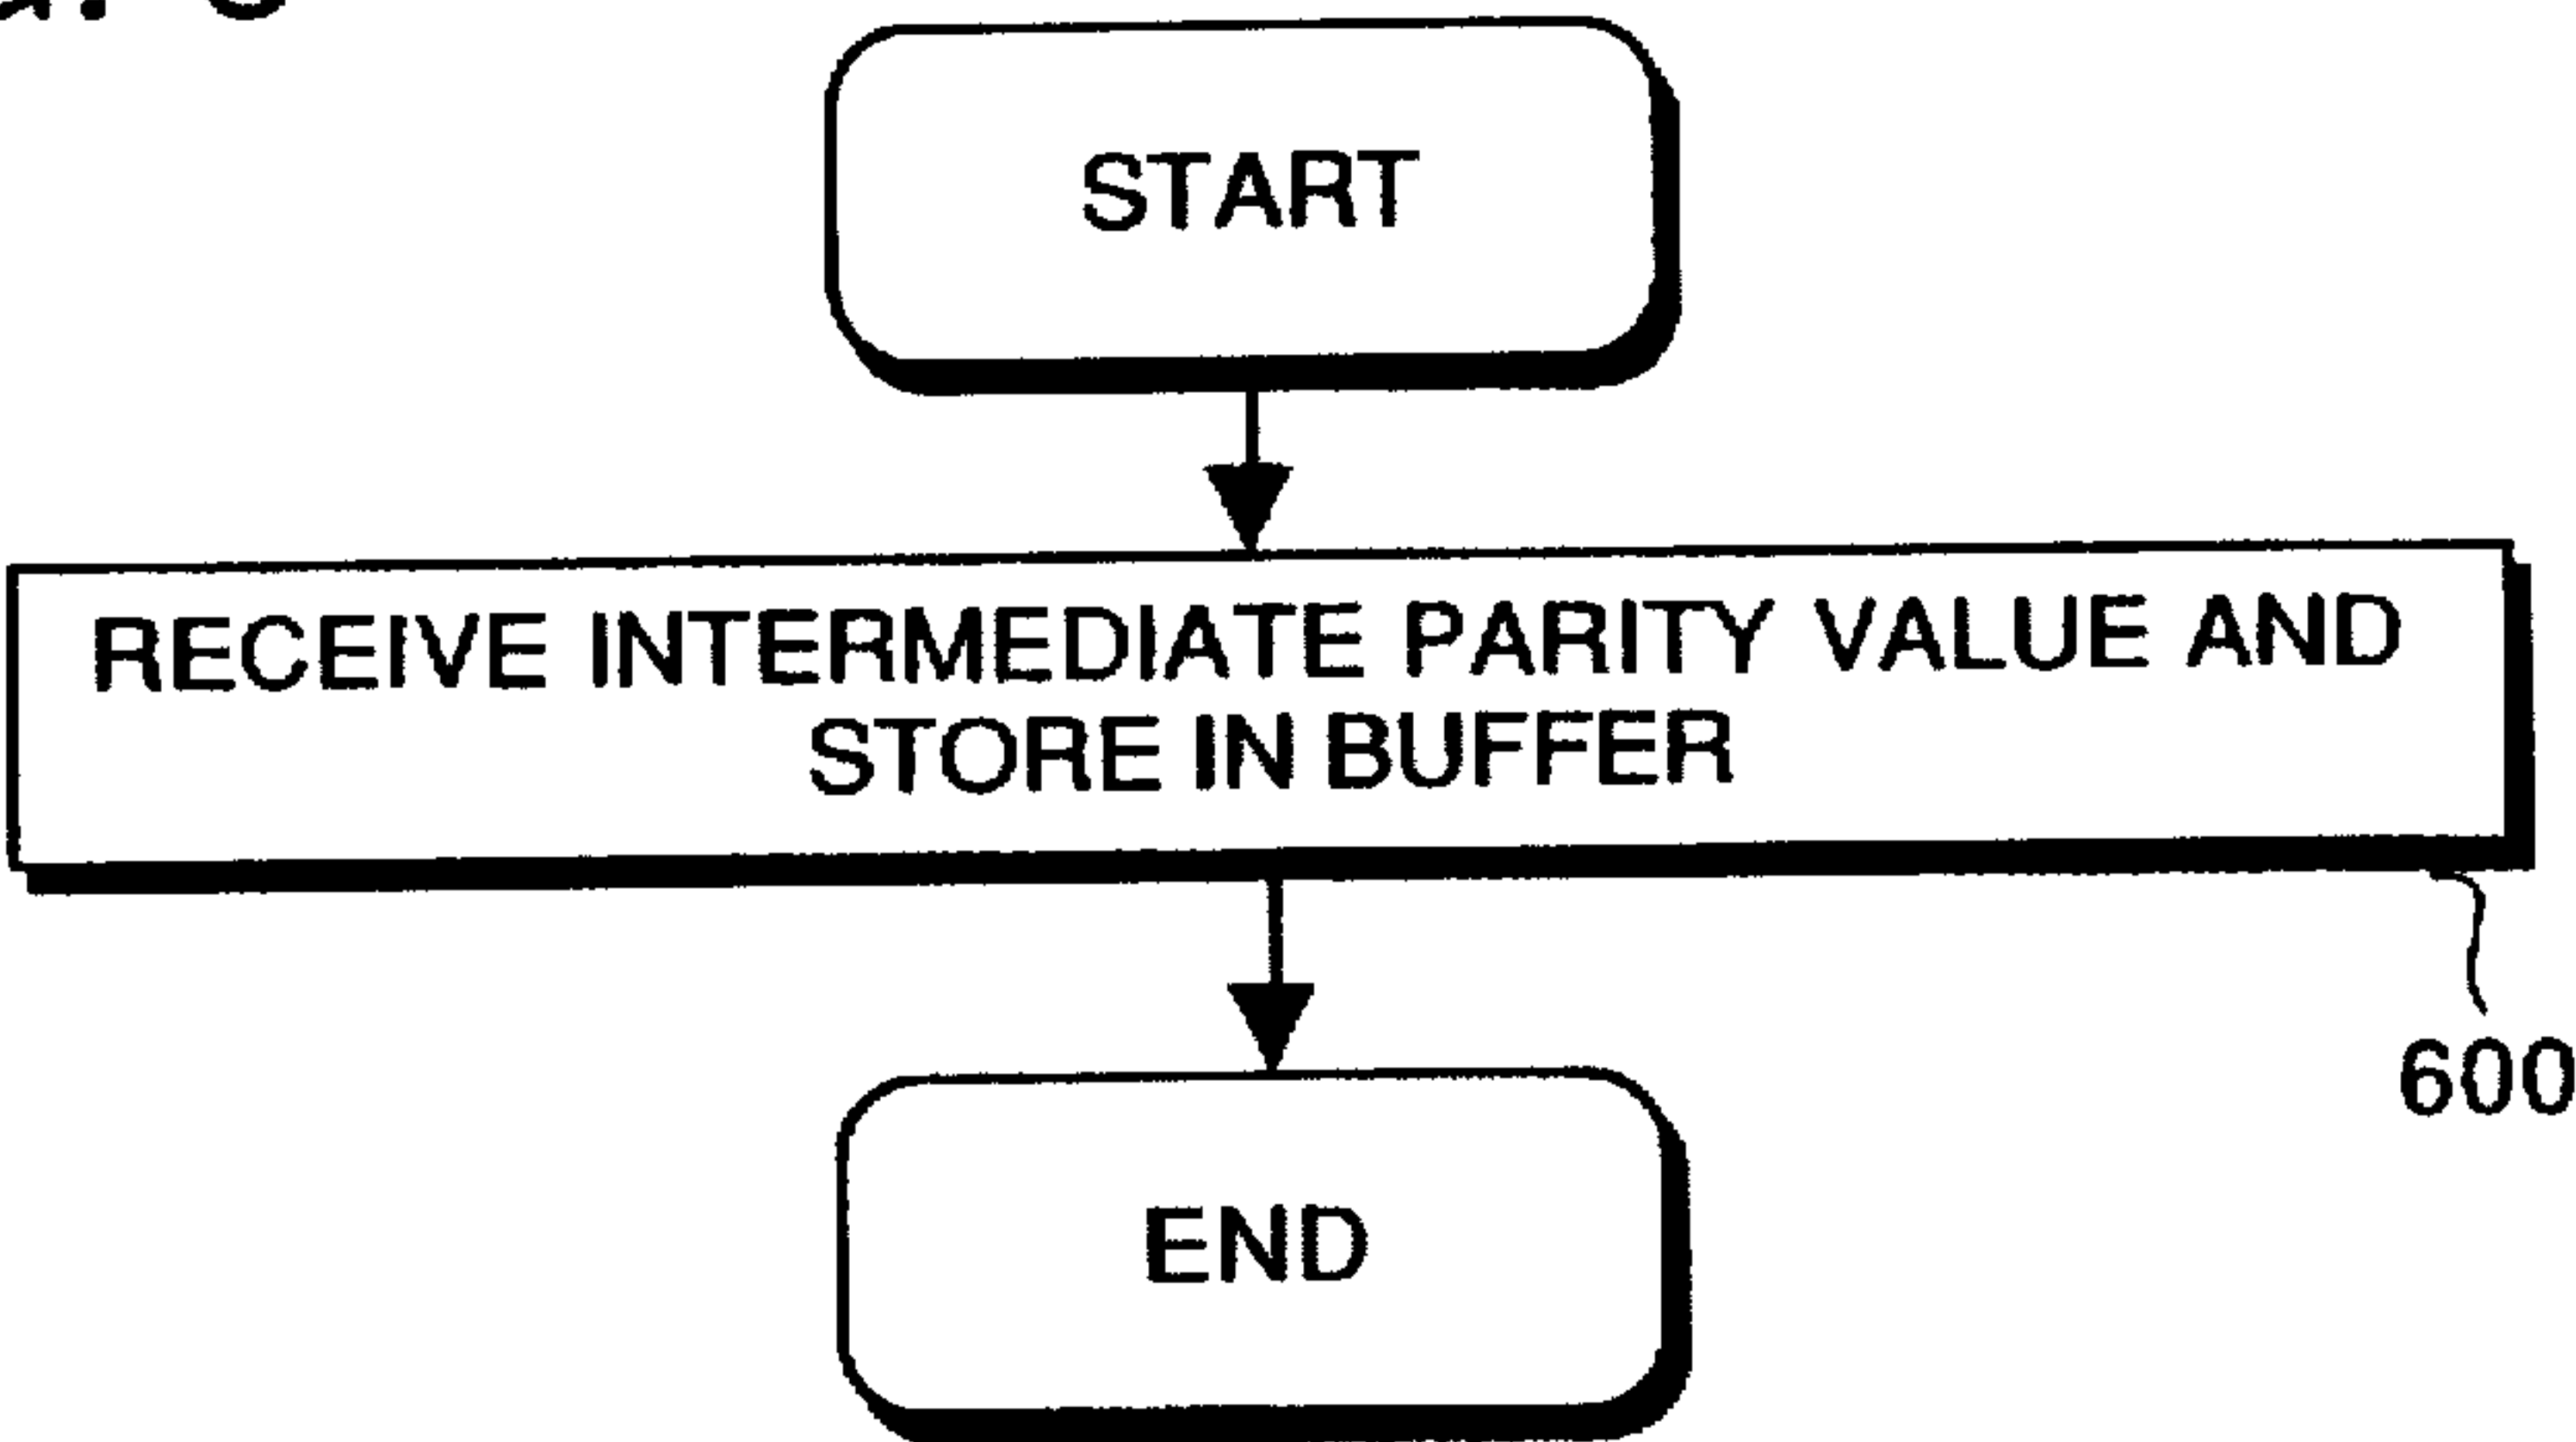 START
RECEIVE INTERMEDIATE PARITY VALUE AND
STORE IN BUFFER
600
END